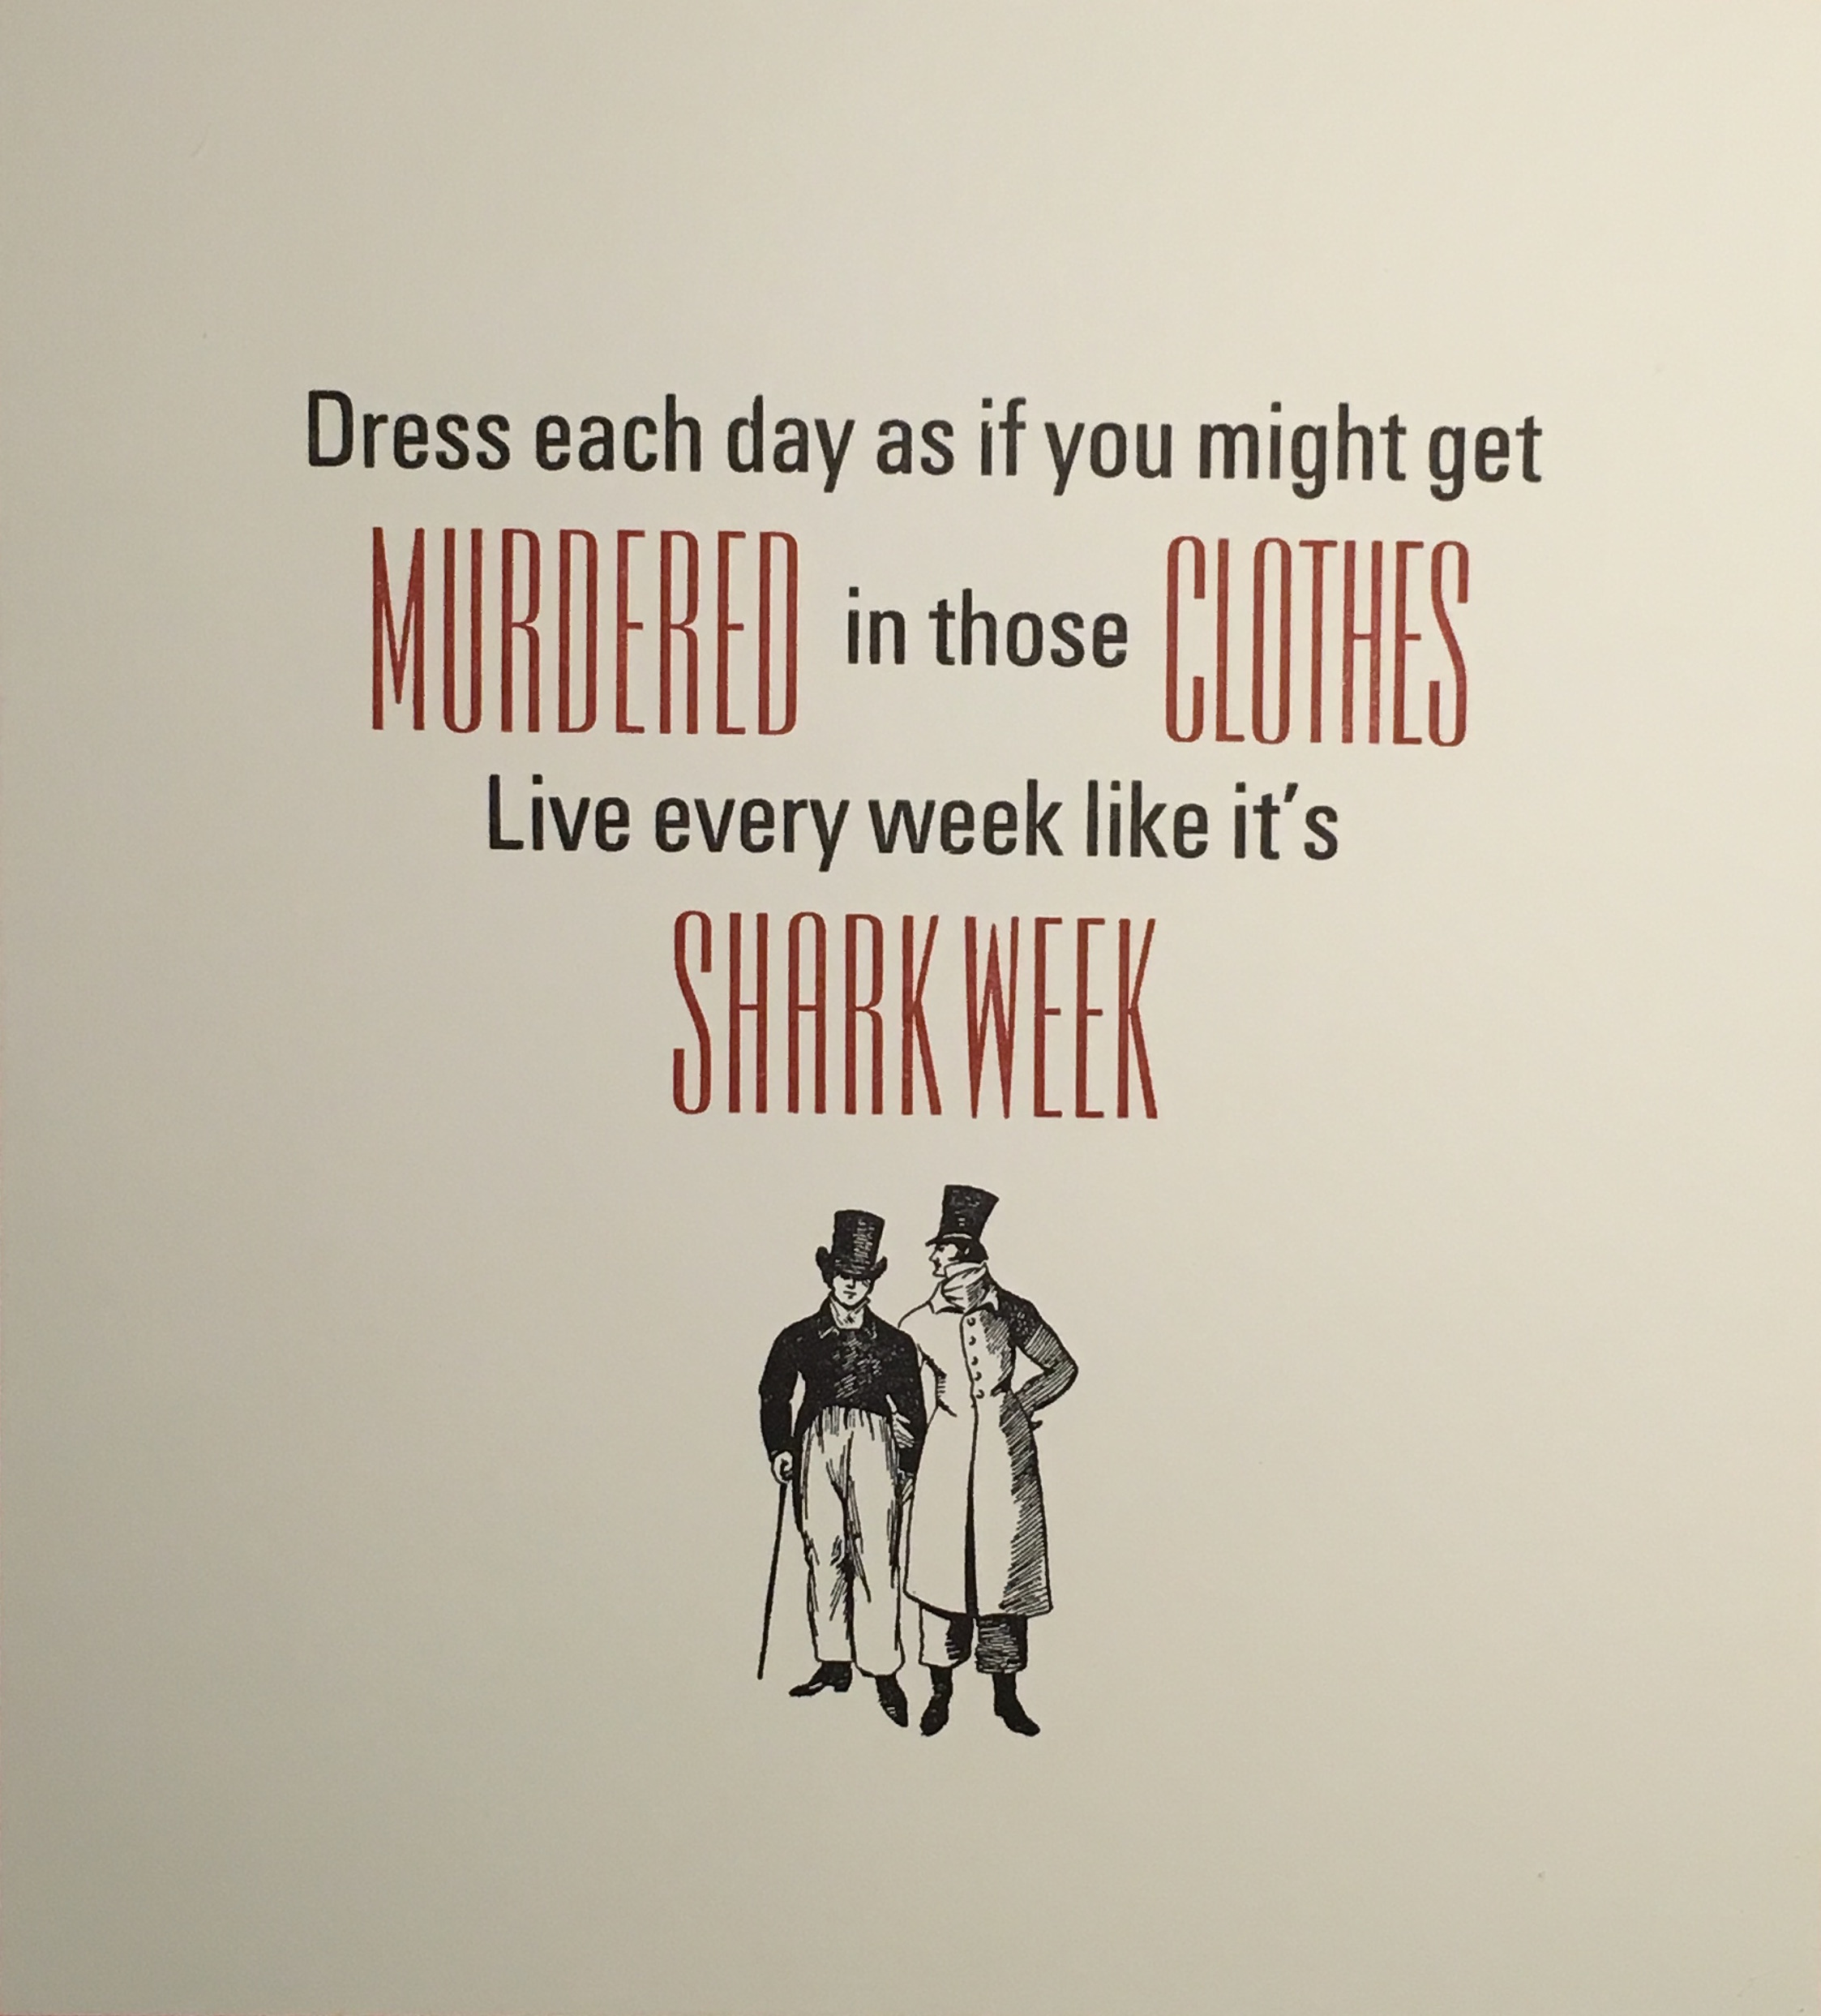 Dress each day as if you might get
MURDERED in those CLOTHES
Live every week like it's
SHARK WEEK